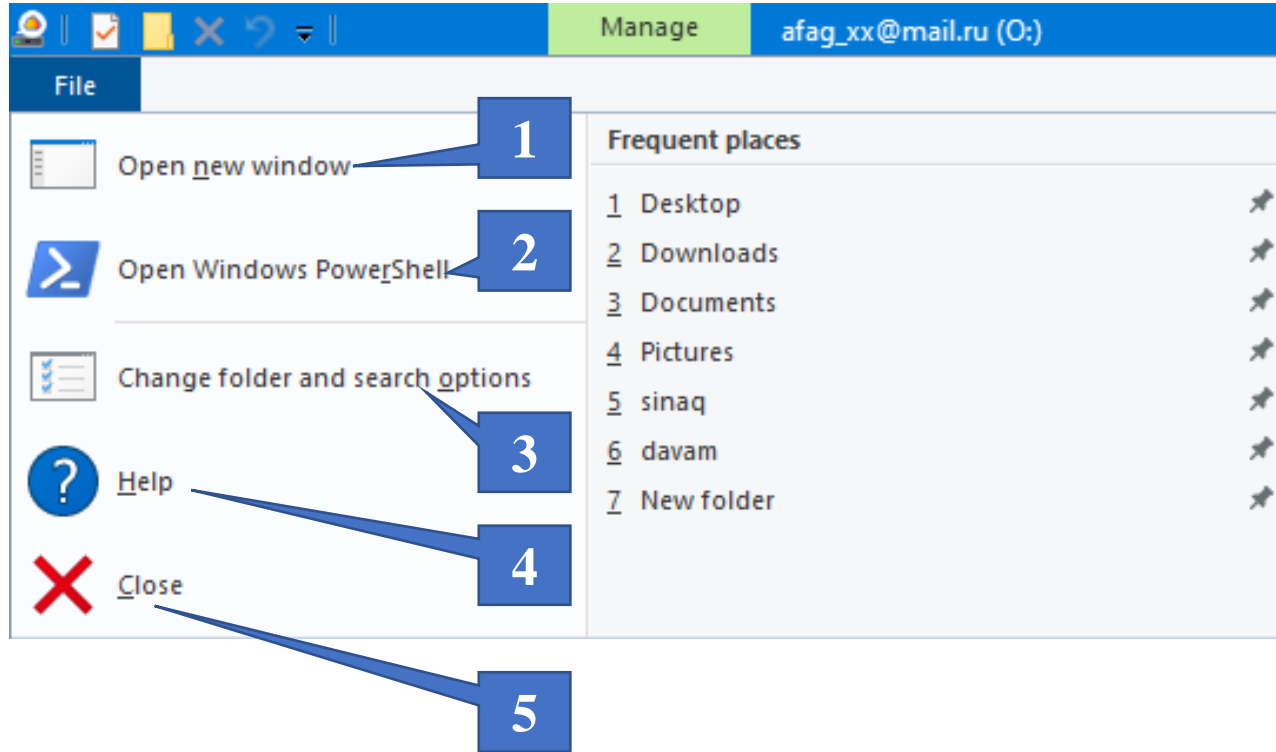 Manage afag_xx@mail.ru (O:)
File
Open new window
1
Open Windows PowerShell
2
Change folder and search options
3
Help
4
Close
5
Frequent places
1 Desktop
2 Downloads
3 Documents
4 Pictures
5 sinaq
6 davam
7 New folder